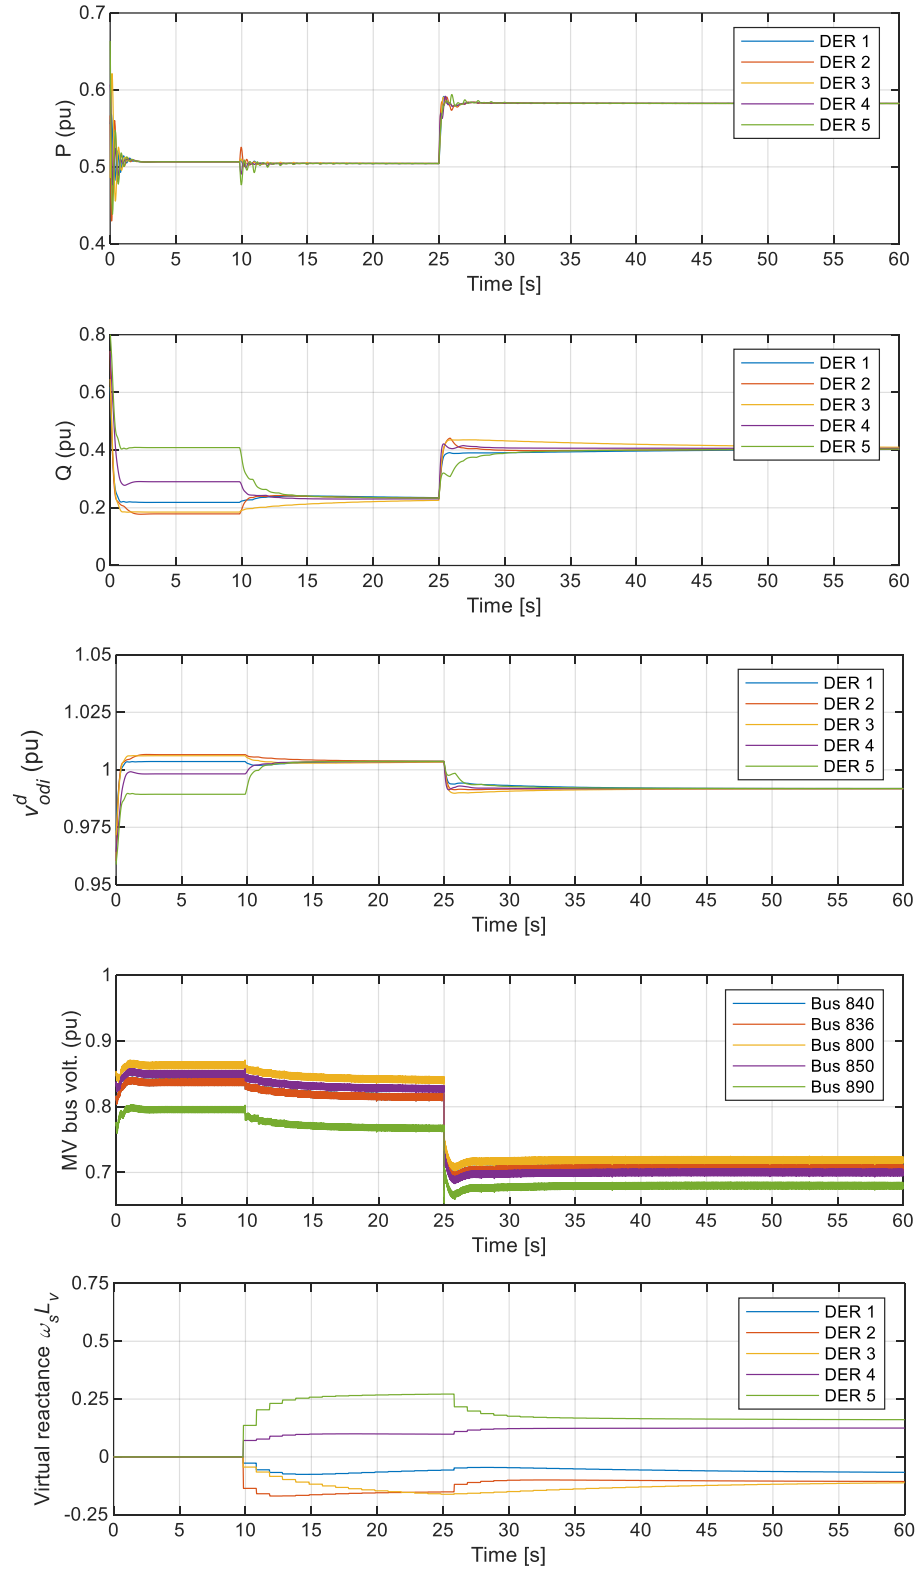 0.7
0.6
0.5
0.4
P (pu)
DER 1
DER 2
DER 3
DER 4
DER 5
0 5 10 15 20 25 30 35 40 45 50 55 60
Time [s]
0.8
0.6
0.4
0.2
0
Q (pu)
DER 1
DER 2
DER 3
DER 4
DER 5
0 5 10 15 20 25 30 35 40 45 50 55 60
Time [s]
1.05
1.025
1
0.975
0.95
v^d_odi (pu)
DER 1
DER 2
DER 3
DER 4
DER 5
0 5 10 15 20 25 30 35 40 45 50 55 60
Time [s]
1
0.9
0.8
0.7
MV bus volt. (pu)
Bus 840
Bus 836
Bus 800
Bus 850
Bus 890
0 5 10 15 20 25 30 35 40 45 50 55 60
Time [s]
0.75
0.5
0.25
0
-0.25
Virtual reactance ω_s L_v
DER 1
DER 2
DER 3
DER 4
DER 5
0 5 10 15 20 25 30 35 40 45 50 55 60
Time [s]